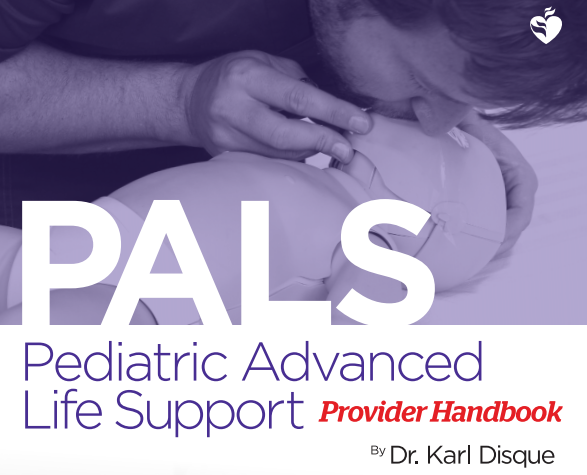 PALS
Pediatric Advanced
Life Support Provider Handbook
By Dr. Karl Disque